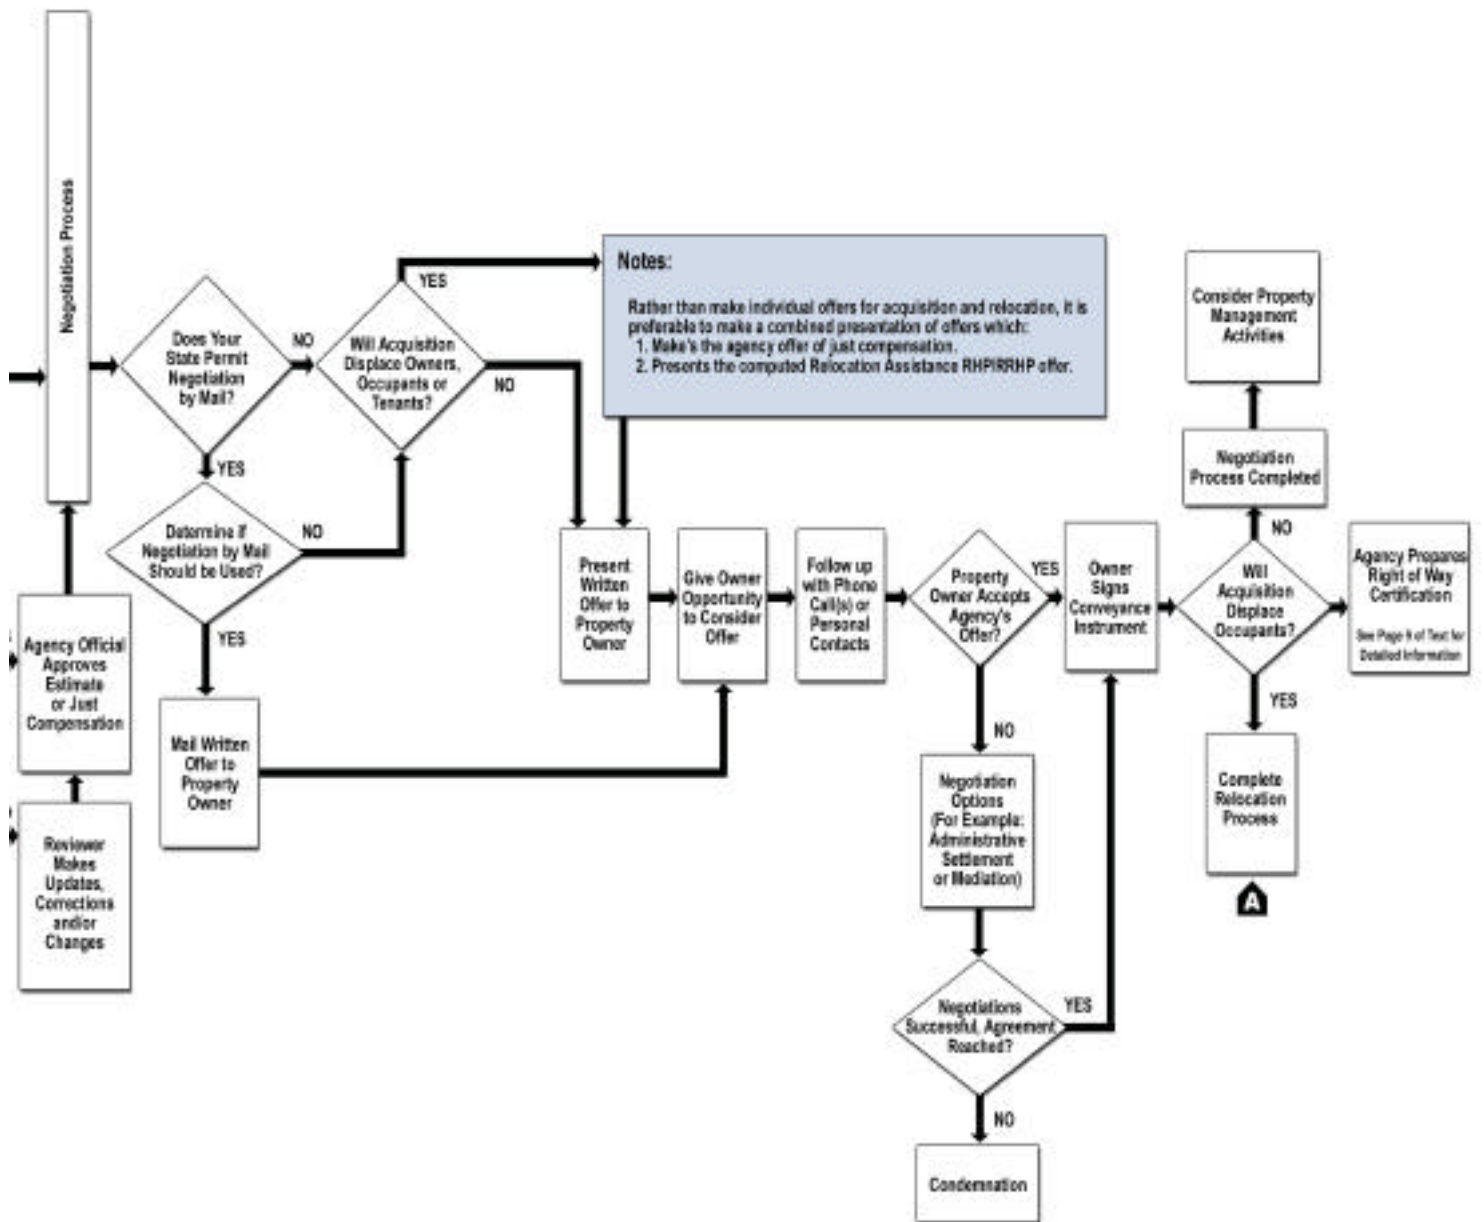 Negotiation Process
Does Your
State Permit
Negotiation
by Mail?
NO
YES
Will Acquisition
Displace Owners,
Occupants or
Tenants?
YES
NO
Notes:
Rather than make individual offers for acquisition and relocation, it is
preferable to make a combined presentation of offers which:
1. Make's the agency offer of just compensation.
2. Presents the computed Relocation Assistance RHP/RRHP offer.
Determine if
Negotiation by Mail
Should be Used?
NO
YES
Agency Official
Approves
Estimate
or Just
Compensation
Reviewer
Makes
Updates,
Corrections
and/or
Changes
Mail Written
Offer to
Property
Owner
Present
Written
Offer to
Property
Owner
Give Owner
Opportunity
to Consider
Offer
Follow up
with Phone
Call(s) or
Personal
Contacts
Property
Owner Accepts
Agency's
Offer?
YES
NO
Owner
Signs
Conveyance
Instrument
Negotiation
Options
(For Example:
Administrative
Settlement
or Mediation)
Negotiations
Successful, Agreement
Reached?
YES
NO
Condemnation
Will
Acquisition
Displace
Occupants?
NO
YES
Negotiation
Process Completed
Consider Property
Management
Activities
Agency Prepares
Right of Way
Certification
See Page 9 of Text for
Detailed Information
Complete
Relocation
Process
A